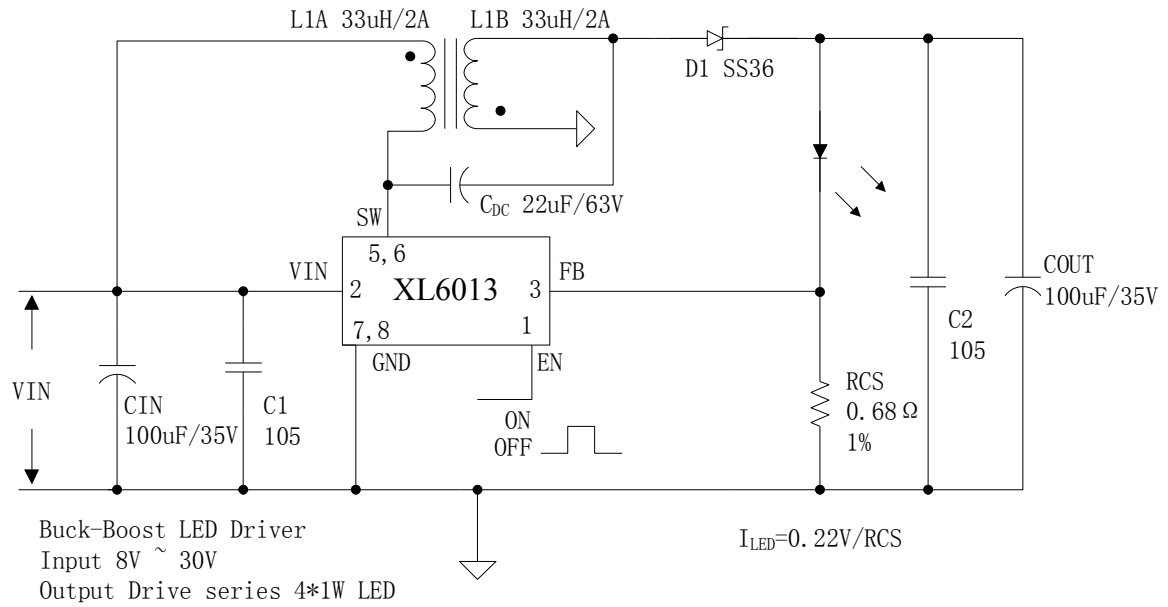 L1A 33uH/2A
L1B 33uH/2A
D1 SS36
CDC 22uF/63V
SW
5,6
VIN
FB
2
XL6013
3
7,8
1
GND
EN
COUT
100uF/35V
C2
105
VIN
CIN
100uF/35V
C1
105
ON
OFF
RCS
0.68Ω
1%
Buck-Boost LED Driver
Input 8V ~ 30V
Output Drive series 4*1W LED
ILED=0.22V/RCS